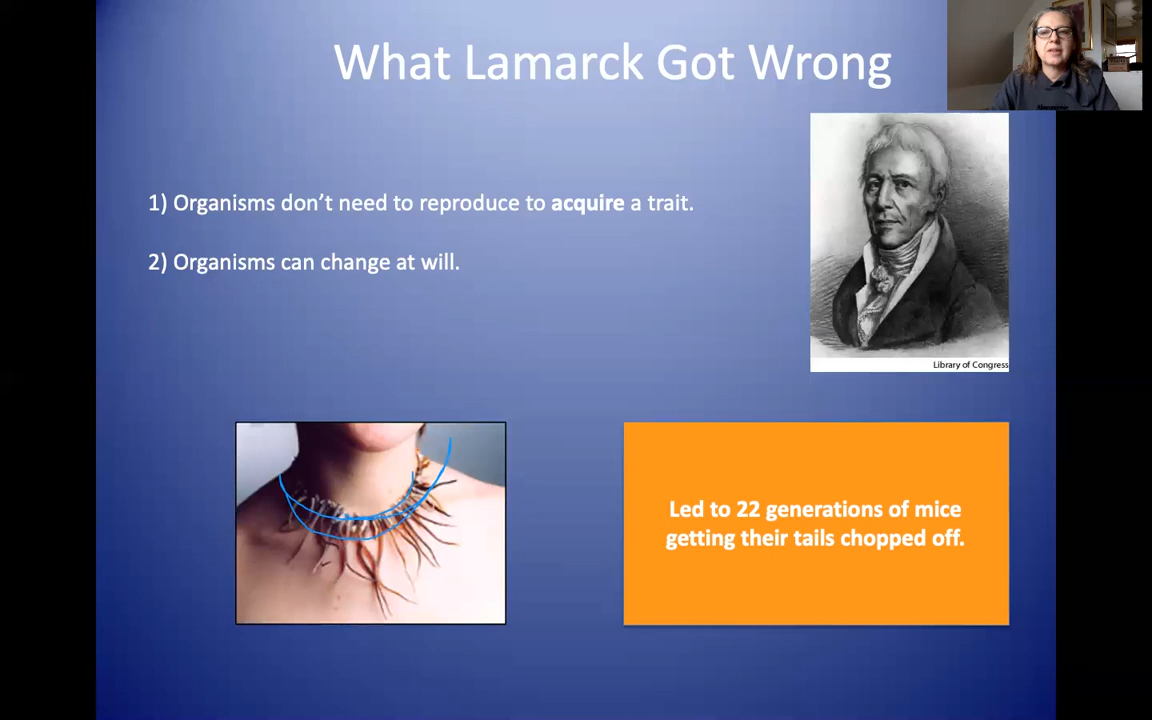 What Lamarck Got Wrong
1) Organisms don’t need to reproduce to acquire a trait.
2) Organisms can change at will.
Library of Congress
Led to 22 generations of mice
getting their tails chopped off.